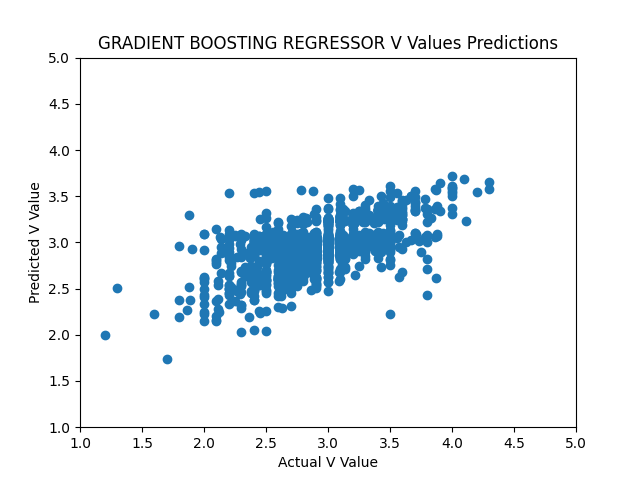 GRADIENT BOOSTING REGRESSOR V Values Predictions
5.0
4.5
4.0
3.5
3.0
2.5
2.0
1.5
1.0
Predicted V Value
1.0 1.5 2.0 2.5 3.0 3.5 4.0 4.5 5.0
Actual V Value